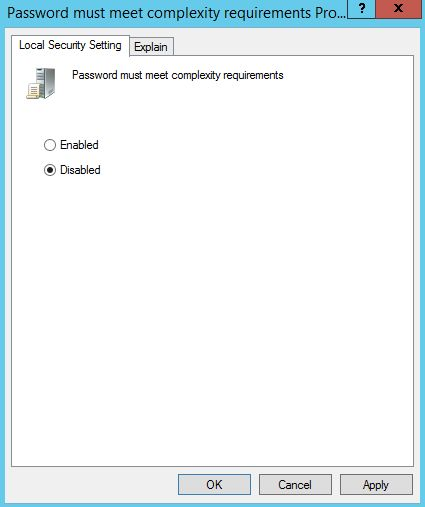 Password must meet complexity requirements Pro...
?
x
Local Security Setting
Explain
Password must meet complexity requirements
Enabled
Disabled
OK
Cancel
Apply